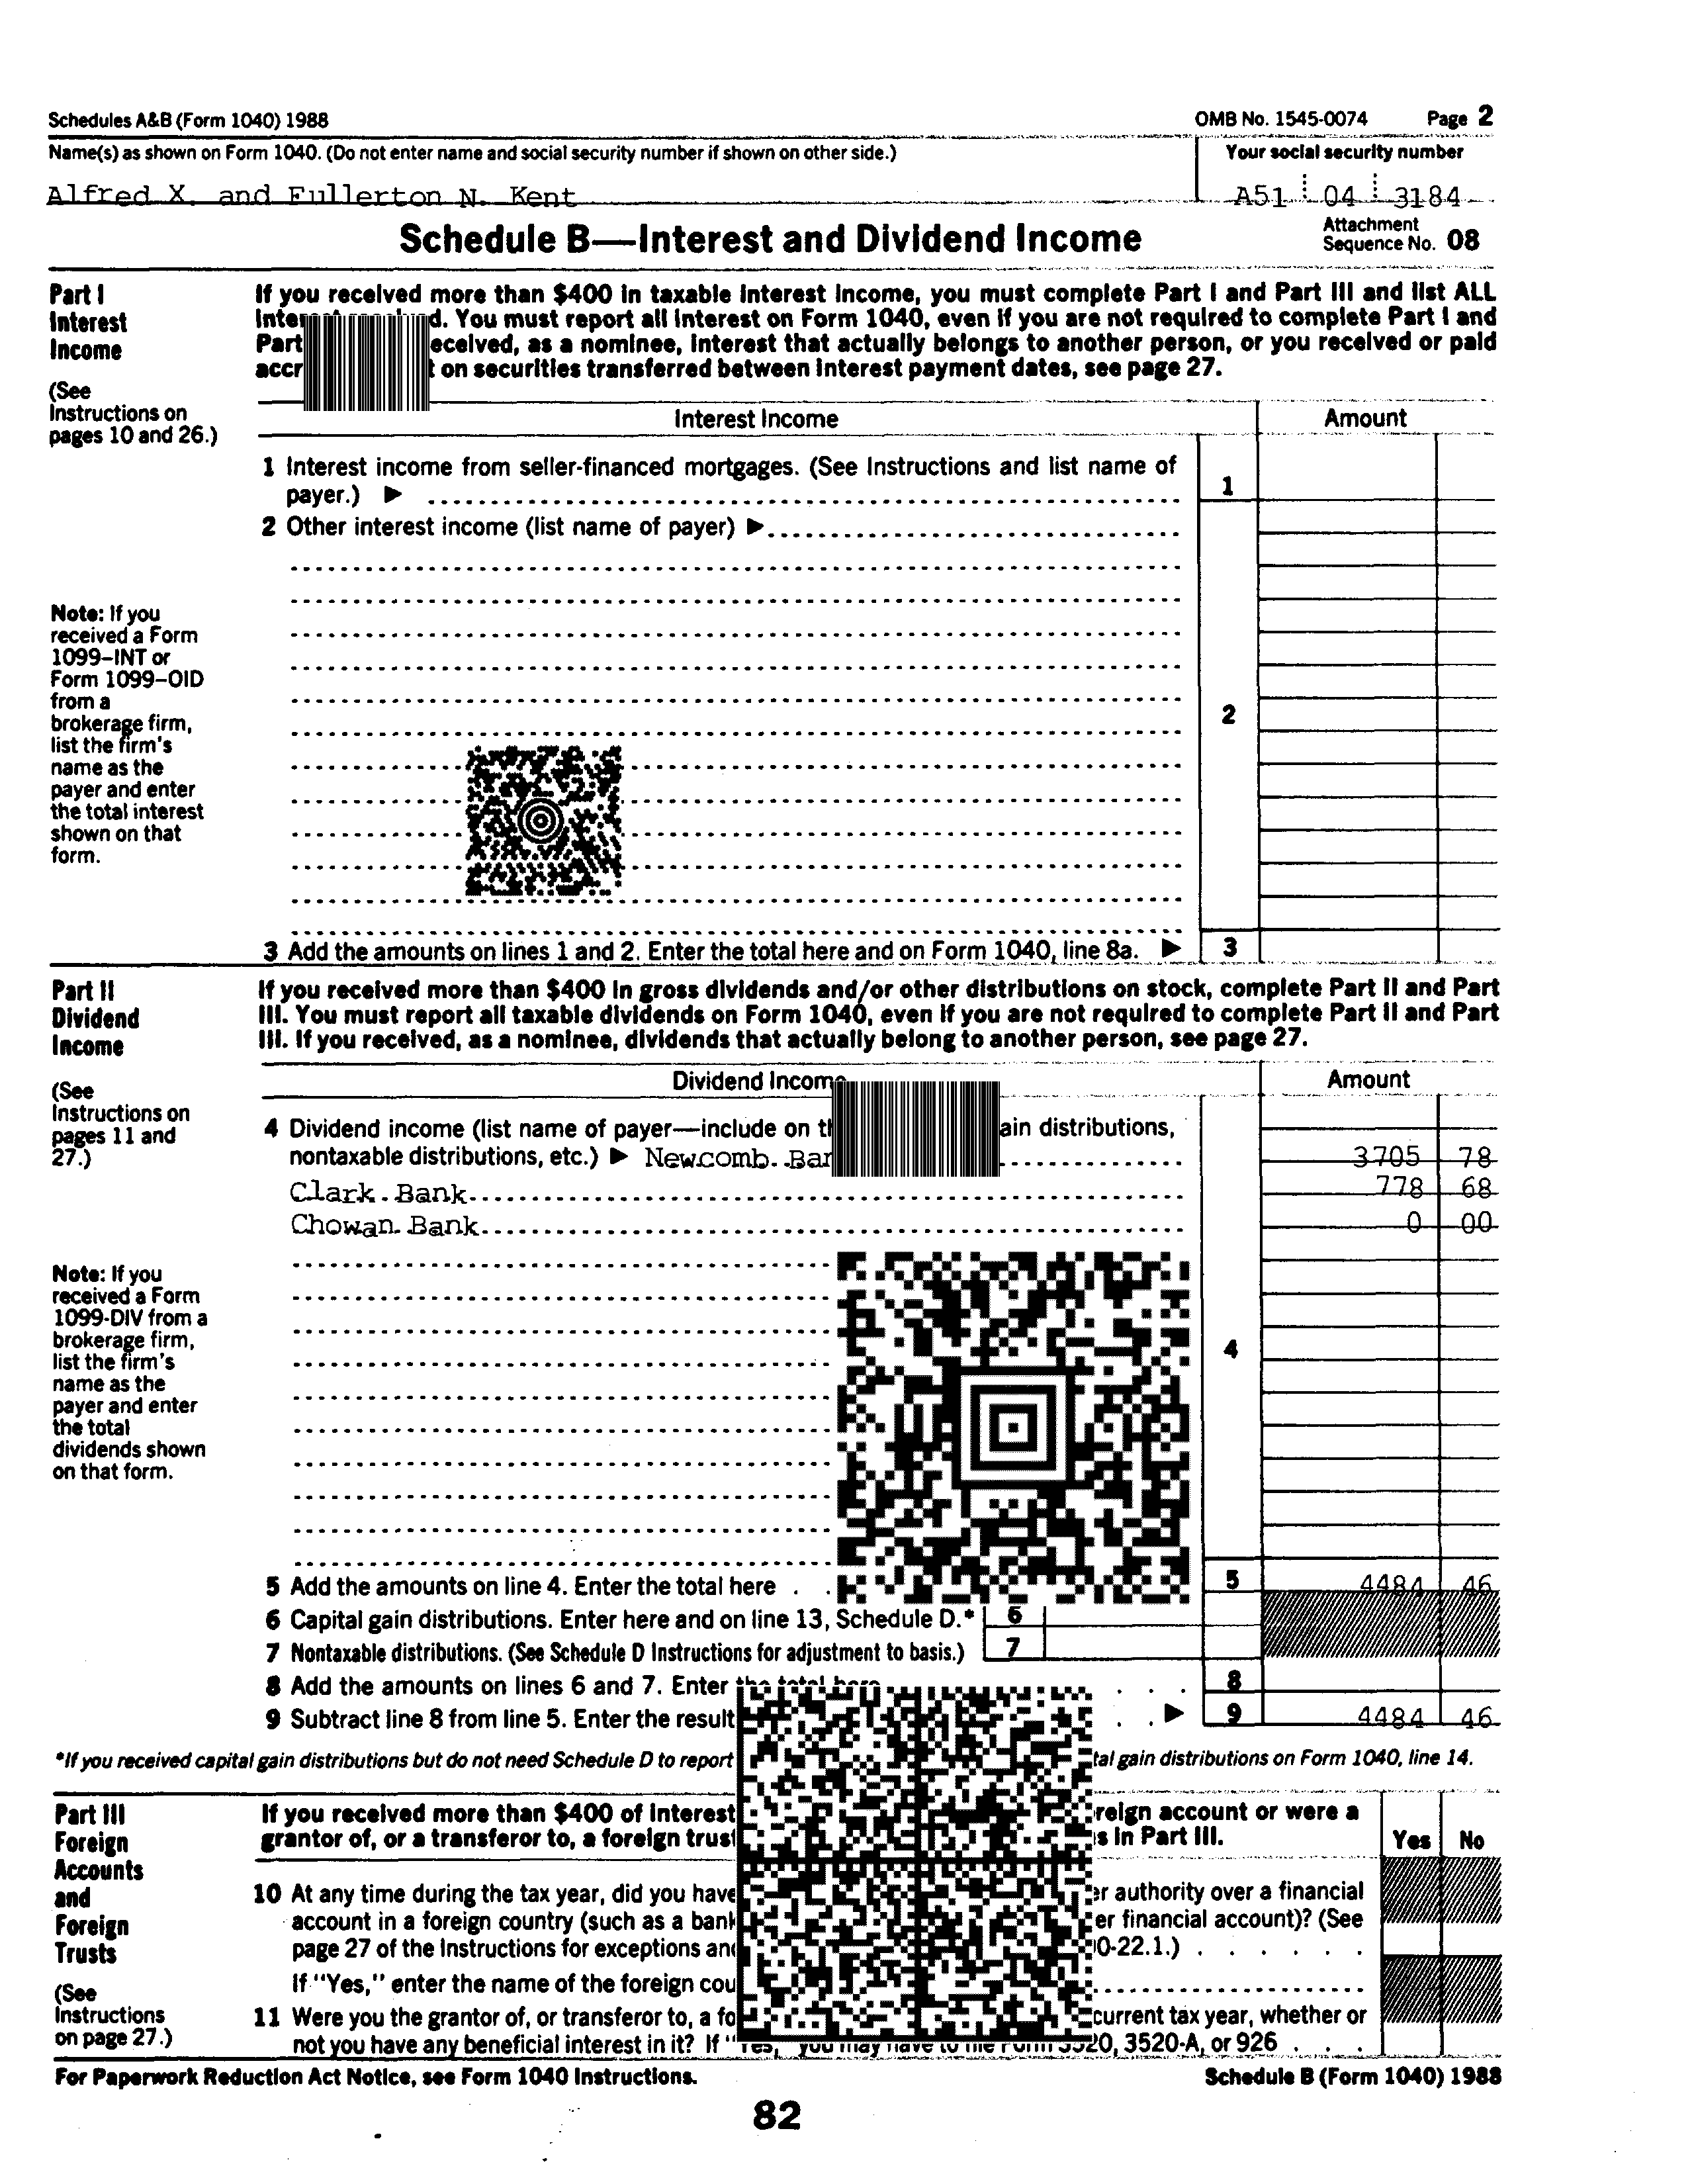 Schedules A&B (Form 1040) 1988 OMB No. 1545-0074 Page 2
Name(s) as shown on Form 1040. (Do not enter name and social security number if shown on other side.) Your social security number
Alfred X. and Fullerton N. Kent A51 04 3184
Schedule B—Interest and Dividend Income Attachment Sequence No. 08
Part I
Interest
Income
(See
Instructions on
pages 10 and 26.)
If you received more than $400 in taxable interest income, you must complete Part I and Part III and list ALL
d. You must report all interest on Form 1040, even if you are not required to complete Part I and
Part eceived, as a nominee, interest that actually belongs to another person, or you received or paid
accr t on securities transferred between interest payment dates, see page 27.
Interest Income Amount
1 Interest income from seller-financed mortgages. (See Instructions and list name of
payer.) ▶ 1
2 Other interest income (list name of payer) ▶
Note: If you
received a Form
1099–INT or
Form 1099–OID
from a
brokerage firm,
list the firm's
name as the
payer and enter
the total interest
shown on that
form.
2
3 Add the amounts on lines 1 and 2. Enter the total here and on Form 1040, line 8a. ▶ 3
Part II
Dividend
Income
(See
Instructions on
pages 11 and
27.)
If you received more than $400 in gross dividends and/or other distributions on stock, complete Part II and Part
III. You must report all taxable dividends on Form 1040, even if you are not required to complete Part II and Part
III. If you received, as a nominee, dividends that actually belong to another person, see page 27.
Dividend Income Amount
4 Dividend income (list name of payer—include on th ain distributions,
nontaxable distributions, etc.) ▶ Newcomb Ban 3705 78
Clark Bank 778 68
Chowan Bank 0 00
Note: If you
received a Form
1099-DIV from a
brokerage firm,
list the firm's
name as the
payer and enter
the total
dividends shown
on that form.
4
5 Add the amounts on line 4. Enter the total here . . 5 4484 46
6 Capital gain distributions. Enter here and on line 13, Schedule D.* 6
7 Nontaxable distributions. (See Schedule D Instructions for adjustment to basis.) 7
8 Add the amounts on lines 6 and 7. Enter the total here . . . 8
9 Subtract line 8 from line 5. Enter the result . . ▶ 9 4484 46
*If you received capital gain distributions but do not need Schedule D to report tal gain distributions on Form 1040, line 14.
Part III
Foreign
Accounts
and
Foreign
Trusts
(See
Instructions
on page 27.)
If you received more than $400 of interest reign account or were a
grantor of, or a transferor to, a foreign trust s in Part III. Yes No
10 At any time during the tax year, did you have er authority over a financial
account in a foreign country (such as a bank er financial account)? (See
page 27 of the Instructions for exceptions and 0-22.1.) . . . . . .
If "Yes," enter the name of the foreign cou
11 Were you the grantor of, or transferor to, a fo current tax year, whether or
not you have any beneficial interest in it? If "Yes," you may have to file Form 3520, 3520-A, or 926 . . .
For Paperwork Reduction Act Notice, see Form 1040 Instructions. Schedule B (Form 1040) 1988
82